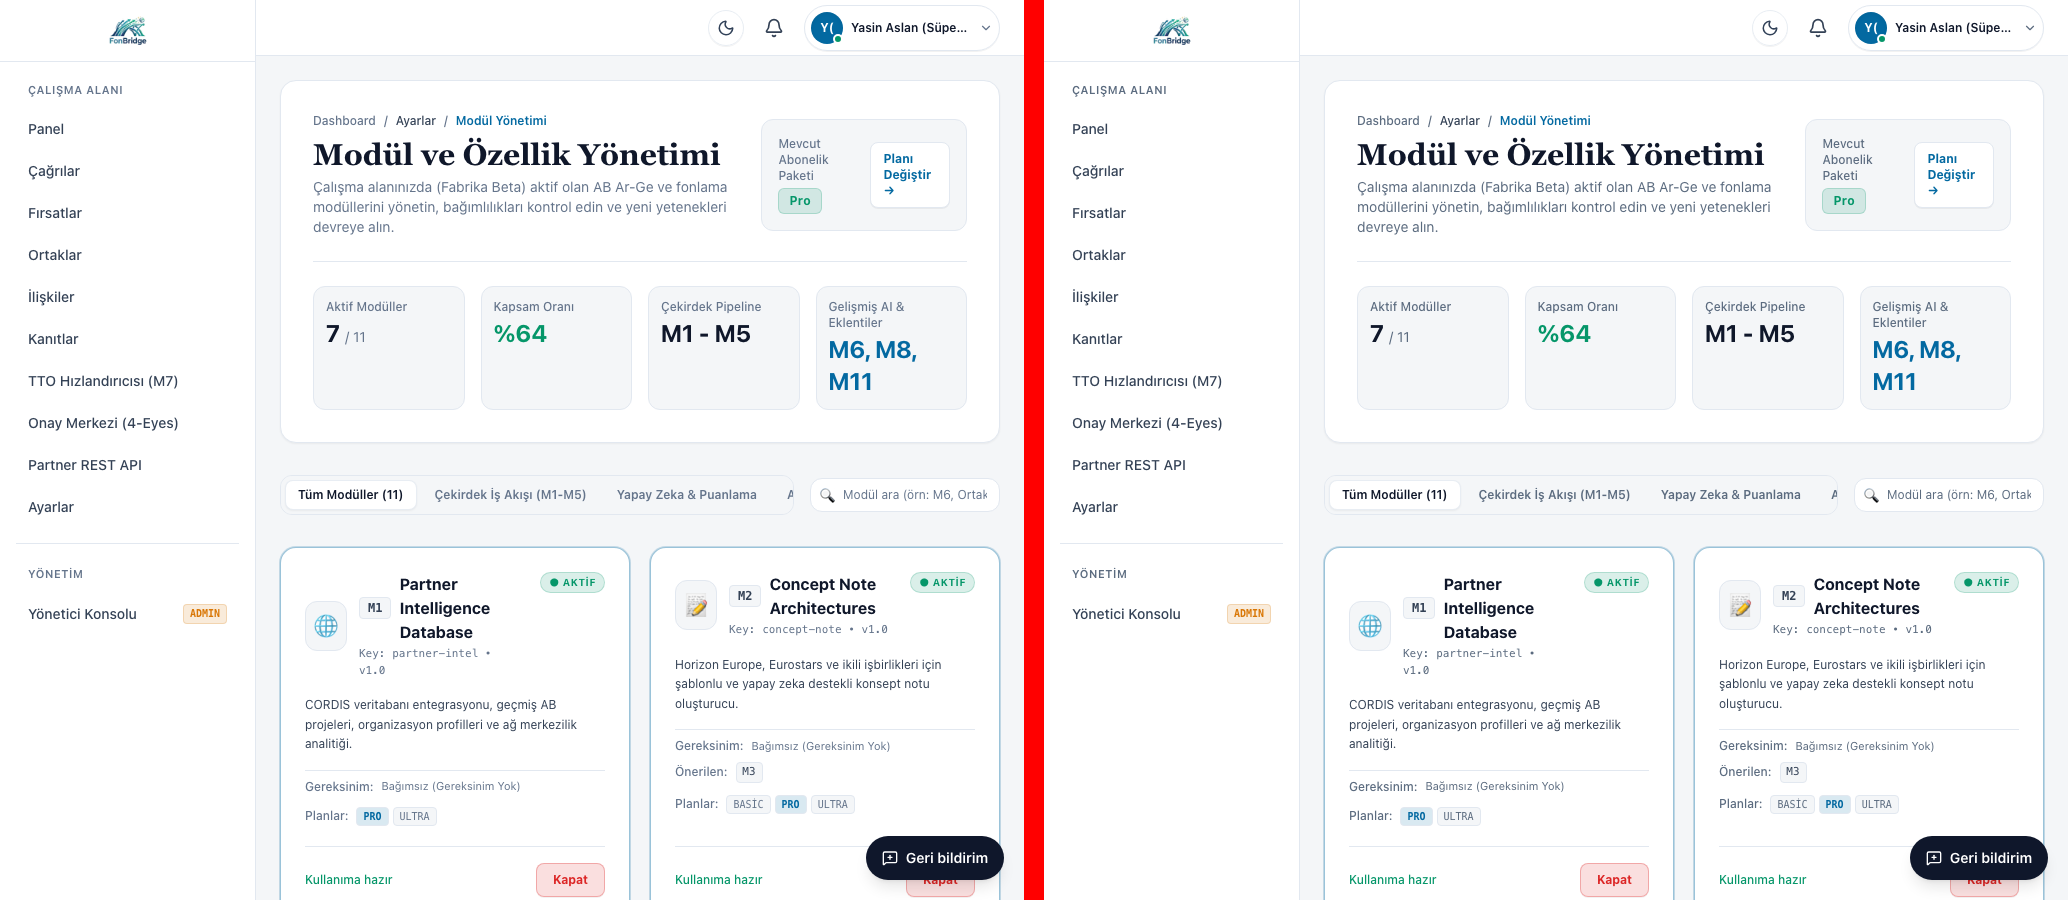 FonBridge
Y(
Yasin Aslan (Süpe...
ÇALIŞMA ALANI
Panel
Çağrılar
Fırsatlar
Ortaklar
İlişkiler
Kanıtlar
TTO Hızlandırıcısı (M7)
Onay Merkezi (4-Eyes)
Partner REST API
Ayarlar
YÖNETİM
Yönetici Konsolu
ADMIN
Dashboard / Ayarlar / Modül Yönetimi
Modül ve Özellik Yönetimi
Çalışma alanınızda (Fabrika Beta) aktif olan AB Ar-Ge ve fonlama
modüllerini yönetin, bağımlılıkları kontrol edin ve yeni yetenekleri
devreye alın.
Mevcut
Abonelik
Paketi
Pro
Planı
Değiştir
→
Aktif Modüller
7 / 11
Kapsam Oranı
%64
Çekirdek Pipeline
M1 - M5
Gelişmiş AI &
Eklentiler
M6, M8,
M11
Tüm Modüller (11)
Çekirdek İş Akışı (M1-M5)
Yapay Zeka & Puanlama
Modül ara (örn: M6, Ortak
M1
Partner
Intelligence
Database
Key: partner-intel •
v1.0
● AKTİF
CORDIS veritabanı entegrasyonu, geçmiş AB
projeleri, organizasyon profilleri ve ağ merkezilik
analitiği.
Gereksinim: Bağımsız (Gereksinim Yok)
Planlar: PRO ULTRA
Kullanıma hazır
Kapat
M2
Concept Note
Architectures
Key: concept-note • v1.0
● AKTİF
Horizon Europe, Eurostars ve ikili işbirlikleri için
şablonlu ve yapay zeka destekli konsept notu
oluşturucu.
Gereksinim: Bağımsız (Gereksinim Yok)
Önerilen: M3
Planlar: BASİC PRO ULTRA
Kullanıma hazır
Kapat
Geri bildirim
FonBridge
Y(
Yasin Aslan (Süpe...
ÇALIŞMA ALANI
Panel
Çağrılar
Fırsatlar
Ortaklar
İlişkiler
Kanıtlar
TTO Hızlandırıcısı (M7)
Onay Merkezi (4-Eyes)
Partner REST API
Ayarlar
YÖNETİM
Yönetici Konsolu
ADMIN
Dashboard / Ayarlar / Modül Yönetimi
Modül ve Özellik Yönetimi
Çalışma alanınızda (Fabrika Beta) aktif olan AB Ar-Ge ve fonlama
modüllerini yönetin, bağımlılıkları kontrol edin ve yeni yetenekleri
devreye alın.
Mevcut
Abonelik
Paketi
Pro
Planı
Değiştir
→
Aktif Modüller
7 / 11
Kapsam Oranı
%64
Çekirdek Pipeline
M1 - M5
Gelişmiş AI &
Eklentiler
M6, M8,
M11
Tüm Modüller (11)
Çekirdek İş Akışı (M1-M5)
Yapay Zeka & Puanlama
Modül ara (örn: M6, Ortak
M1
Partner
Intelligence
Database
Key: partner-intel •
v1.0
● AKTİF
CORDIS veritabanı entegrasyonu, geçmiş AB
projeleri, organizasyon profilleri ve ağ merkezilik
analitiği.
Gereksinim: Bağımsız (Gereksinim Yok)
Planlar: PRO ULTRA
Kullanıma hazır
Kapat
M2
Concept Note
Architectures
Key: concept-note • v1.0
● AKTİF
Horizon Europe, Eurostars ve ikili işbirlikleri için
şablonlu ve yapay zeka destekli konsept notu
oluşturucu.
Gereksinim: Bağımsız (Gereksinim Yok)
Önerilen: M3
Planlar: BASİC PRO ULTRA
Kullanıma hazır
Kapat
Geri bildirim